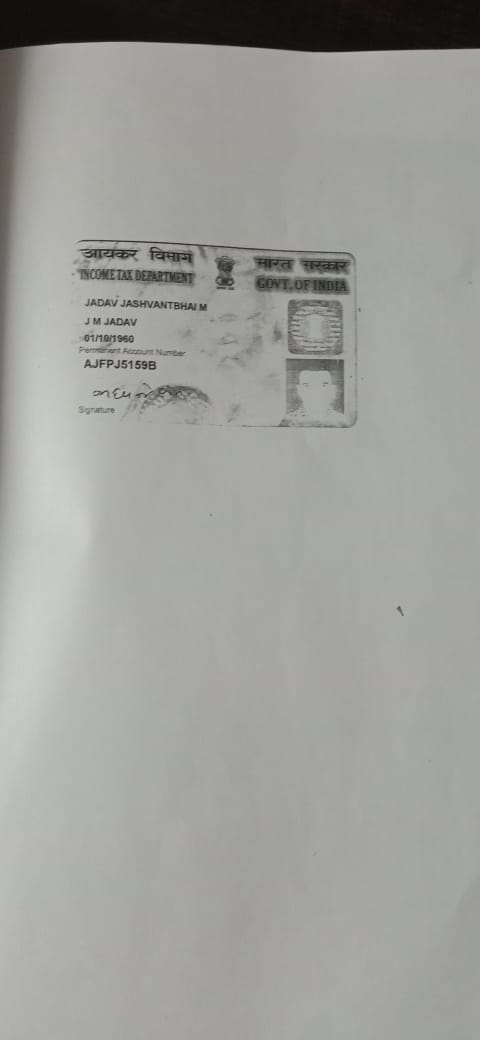 आयकर विभाग
INCOME TAX DEPARTMENT
भारत सरकार
GOVT. OF INDIA
JADAV JASHVANTBHAI M
J M JADAV
01/10/1960
Permanent Account Number
AJFPJ5159B
Signature